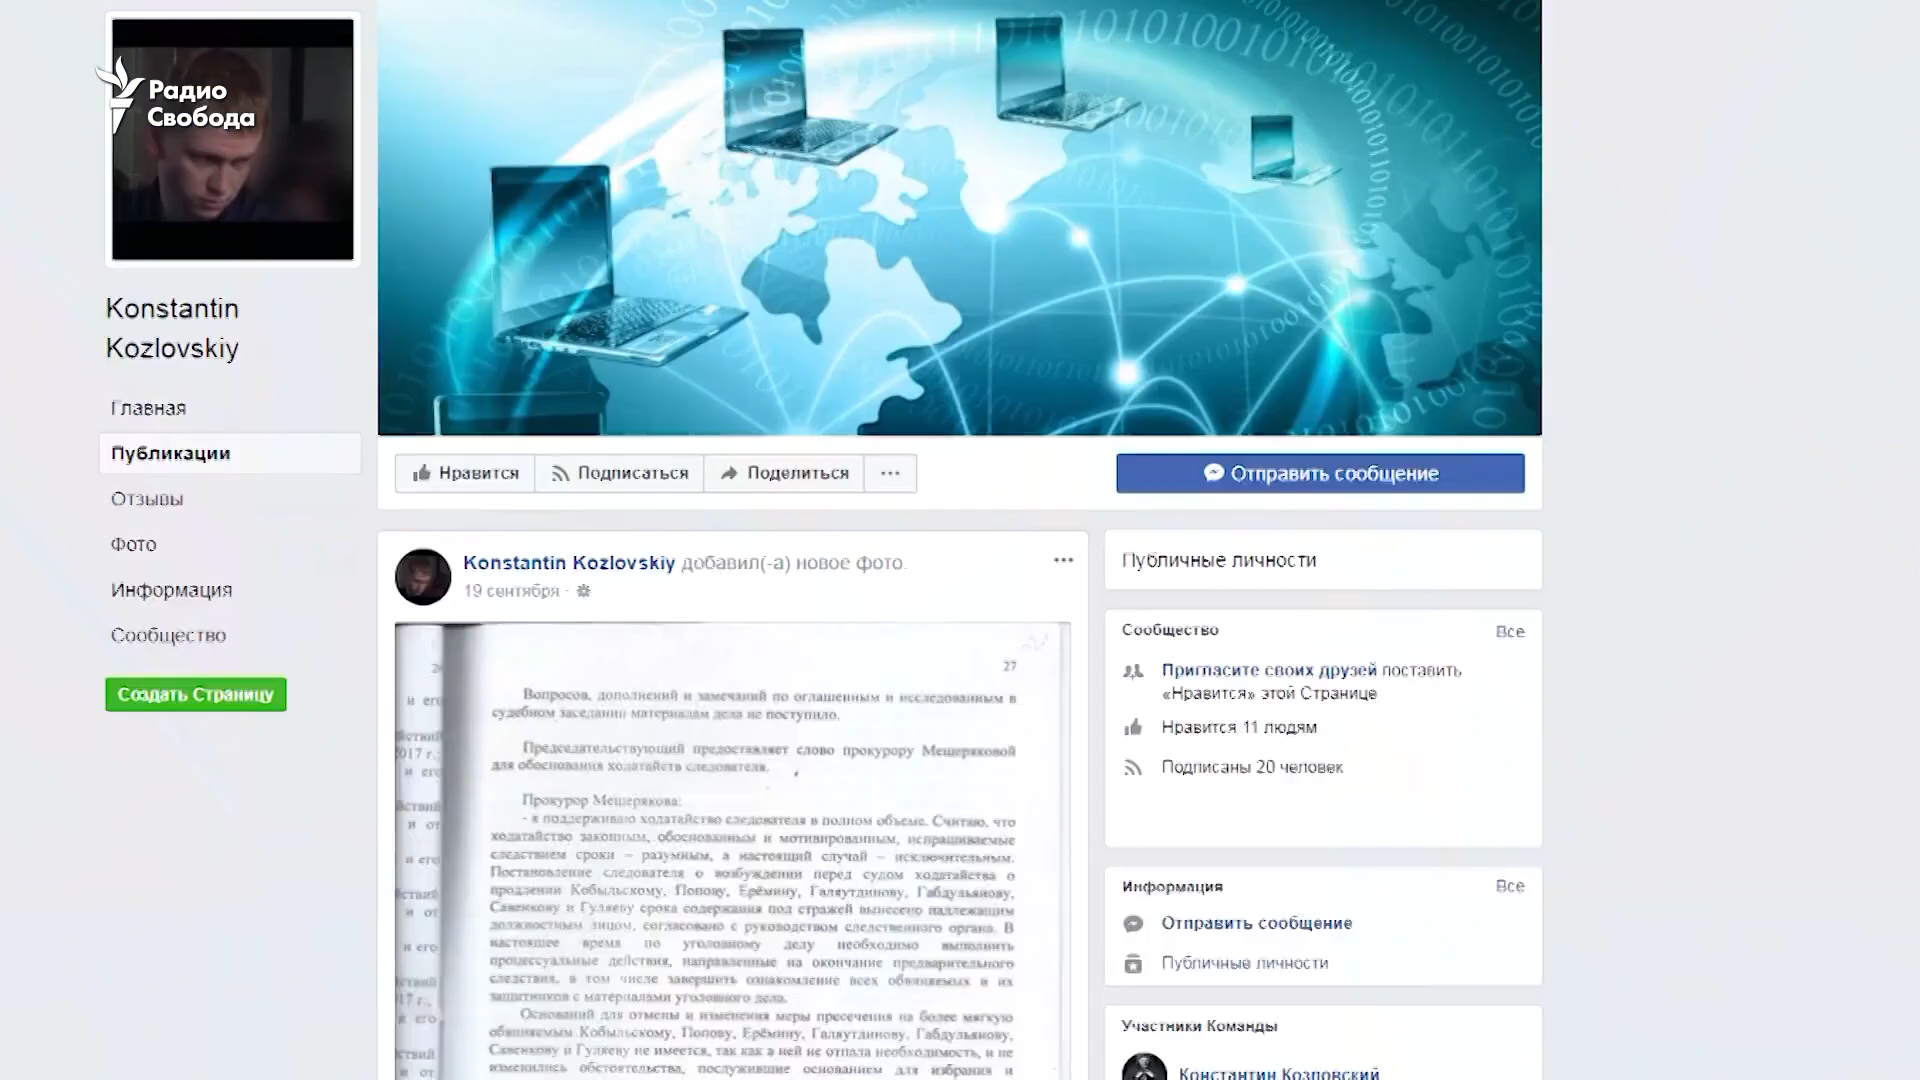 Радио
Свобода
Konstantin
Kozlovskiy
Главная
Публикации
Отзывы
Фото
Информация
Сообщество
Создать Страницу
Нравится
Подписаться
Поделиться
Отправить сообщение
Konstantin Kozlovskiy добавил(-а) новое фото.
19 сентября
27
Вопросов, дополнений и замечаний по оглашенным и исследованным в
судебном заседании материалам дела не поступило.
Председательствующий предоставляет слово прокурору Мещеряковой
для обоснования ходатайств следователя.
Прокурор Мещерякова:
- я поддерживаю ходатайство следователя в полном объеме. Считаю, что
ходатайство законным, обоснованным и мотивированным, испрашиваемые
следствием сроки – разумным, а настоящий случай – исключительным.
Постановление следователя о возбуждении перед судом ходатайства о
продлении Кобыльскому, Попову, Ерёмину, Галяутдинову, Габдульянову,
Савенкову и Гуляеву срока содержания под стражей вынесено надлежащим
должностным лицом, согласовано с руководством следственного органа. В
настоящее время по уголовному делу необходимо выполнить
процессуальные действия, направленные на окончание предварительного
следствия, в том числе завершить ознакомление всех обвиняемых и их
защитников с материалами уголовного дела.
Оснований для отмены и изменения меры пресечения на более мягкую
обвиняемым Кобыльскому, Попову, Ерёмину, Галяутдинову, Габдульянову,
Савенкову и Гуляеву не имеется, так как в ней не отпала необходимость, и не
изменились обстоятельства, послужившие основанием для избрания и
Публичные личности
Сообщество
Все
Пригласите своих друзей поставить
«Нравится» этой Странице
Нравится 11 людям
Подписаны 20 человек
Информация
Все
Отправить сообщение
Публичные личности
Участники Команды
Константин Козловский